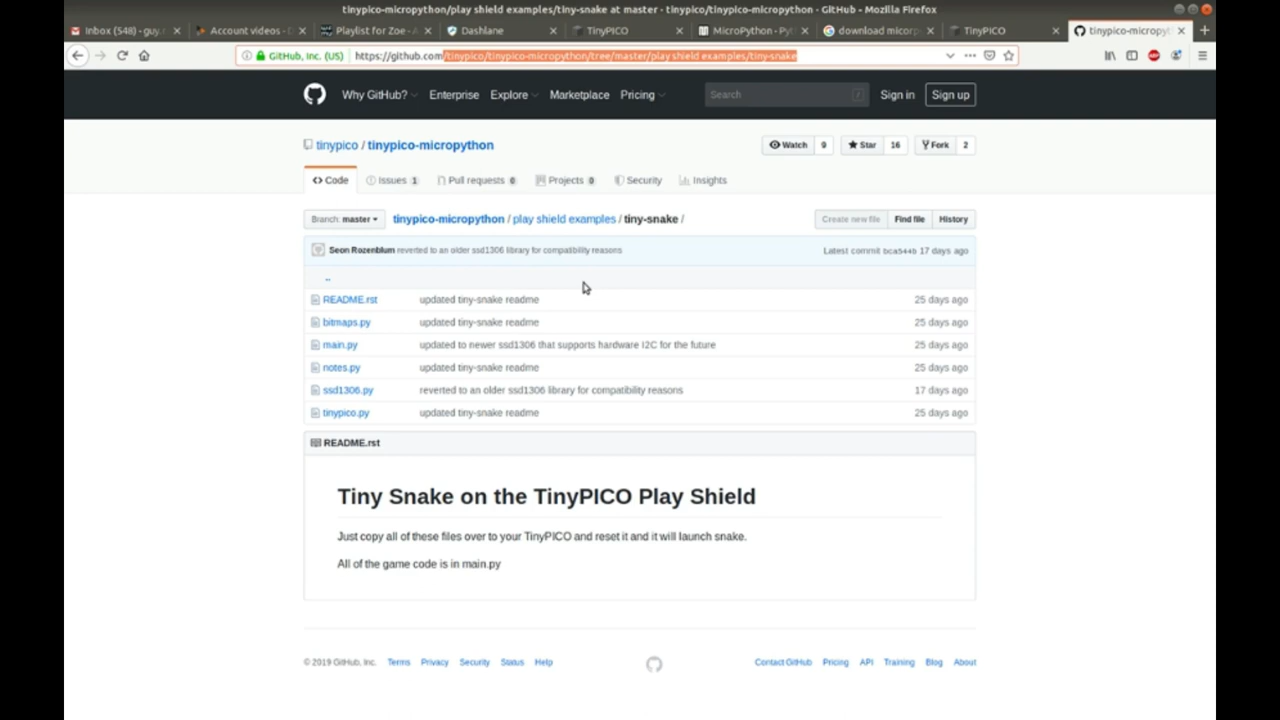 tinypico-micropython/play shield examples/tiny-snake at master · tinypico/tinypico-micropython · GitHub - Mozilla Firefox
Inbox (548) - guy. Account videos - Playlist for Zoe - Dashlane TinyPICO MicroPython - Pyt download micorp TinyPICO tinypico-micropyt
GitHub, Inc. (US) https://github.com/tinypico/tinypico-micropython/tree/master/play shield examples/tiny-snake
Why GitHub? Enterprise Explore Marketplace Pricing Search / Sign in Sign up
tinypico / tinypico-micropython Watch 9 Star 16 Fork 2
Code Issues 1 Pull requests 0 Projects 0 Security Insights
Branch: master tinypico-micropython / play shield examples / tiny-snake / Create new file Find file History
Seon Rozenblum reverted to an older ssd1306 library for compatibility reasons Latest commit bca544b 17 days ago
..
README.rst updated tiny-snake readme 25 days ago
bitmaps.py updated tiny-snake readme 25 days ago
main.py updated to newer ssd1306 that supports hardware I2C for the future 25 days ago
notes.py updated tiny-snake readme 25 days ago
ssd1306.py reverted to an older ssd1306 library for compatibility reasons 17 days ago
tinypico.py updated tiny-snake readme 25 days ago
README.rst
Tiny Snake on the TinyPICO Play Shield
Just copy all of these files over to your TinyPICO and reset it and it will launch snake.
All of the game code is in main.py
© 2019 GitHub, Inc. Terms Privacy Security Status Help Contact GitHub Pricing API Training Blog About